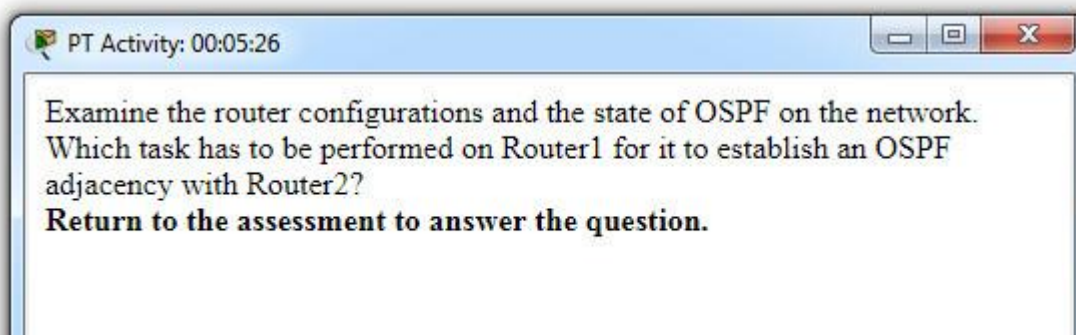 PT Activity: 00:05:26
Examine the router configurations and the state of OSPF on the network.
Which task has to be performed on Router1 for it to establish an OSPF
adjacency with Router2?
Return to the assessment to answer the question.